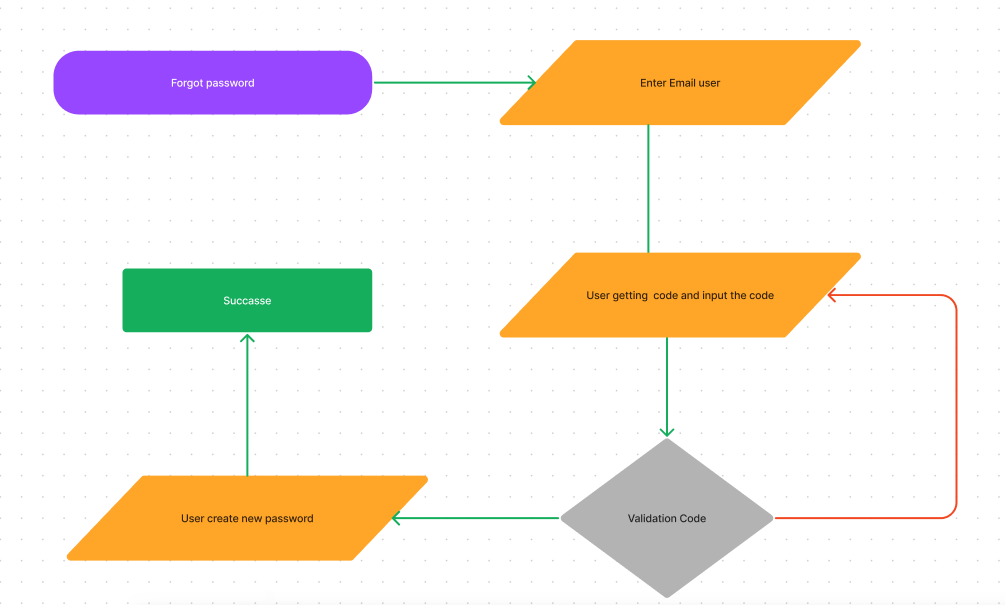 Forgot password
Enter Email user
User getting  code and input the code
Validation Code
User create new password
Succasse